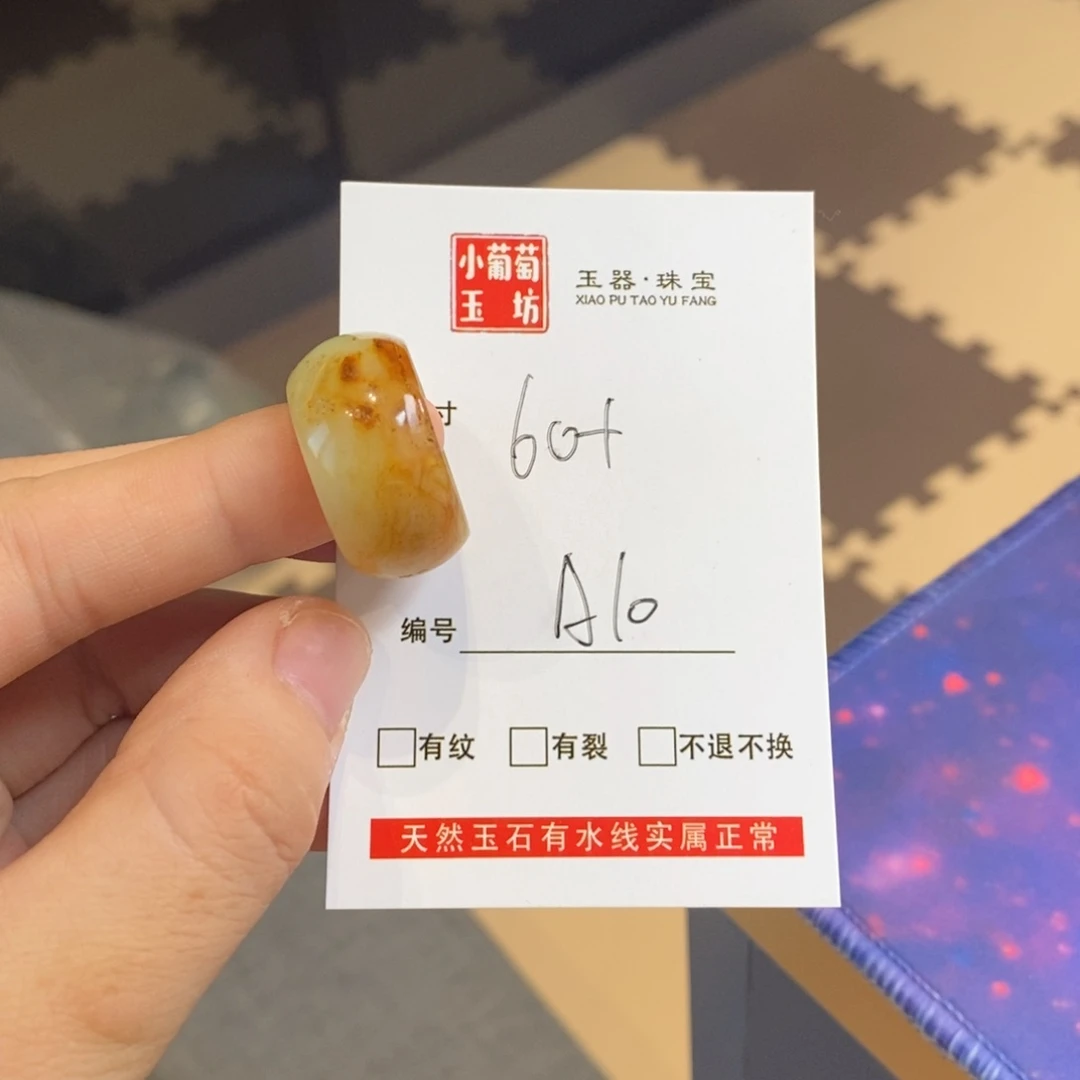 小葡萄
玉坊
玉器·珠宝
XIAO PU TAO YU FANG
寸 60+
编号 A10
□有纹 □有裂 □不退不换
天然玉石有水线实属正常